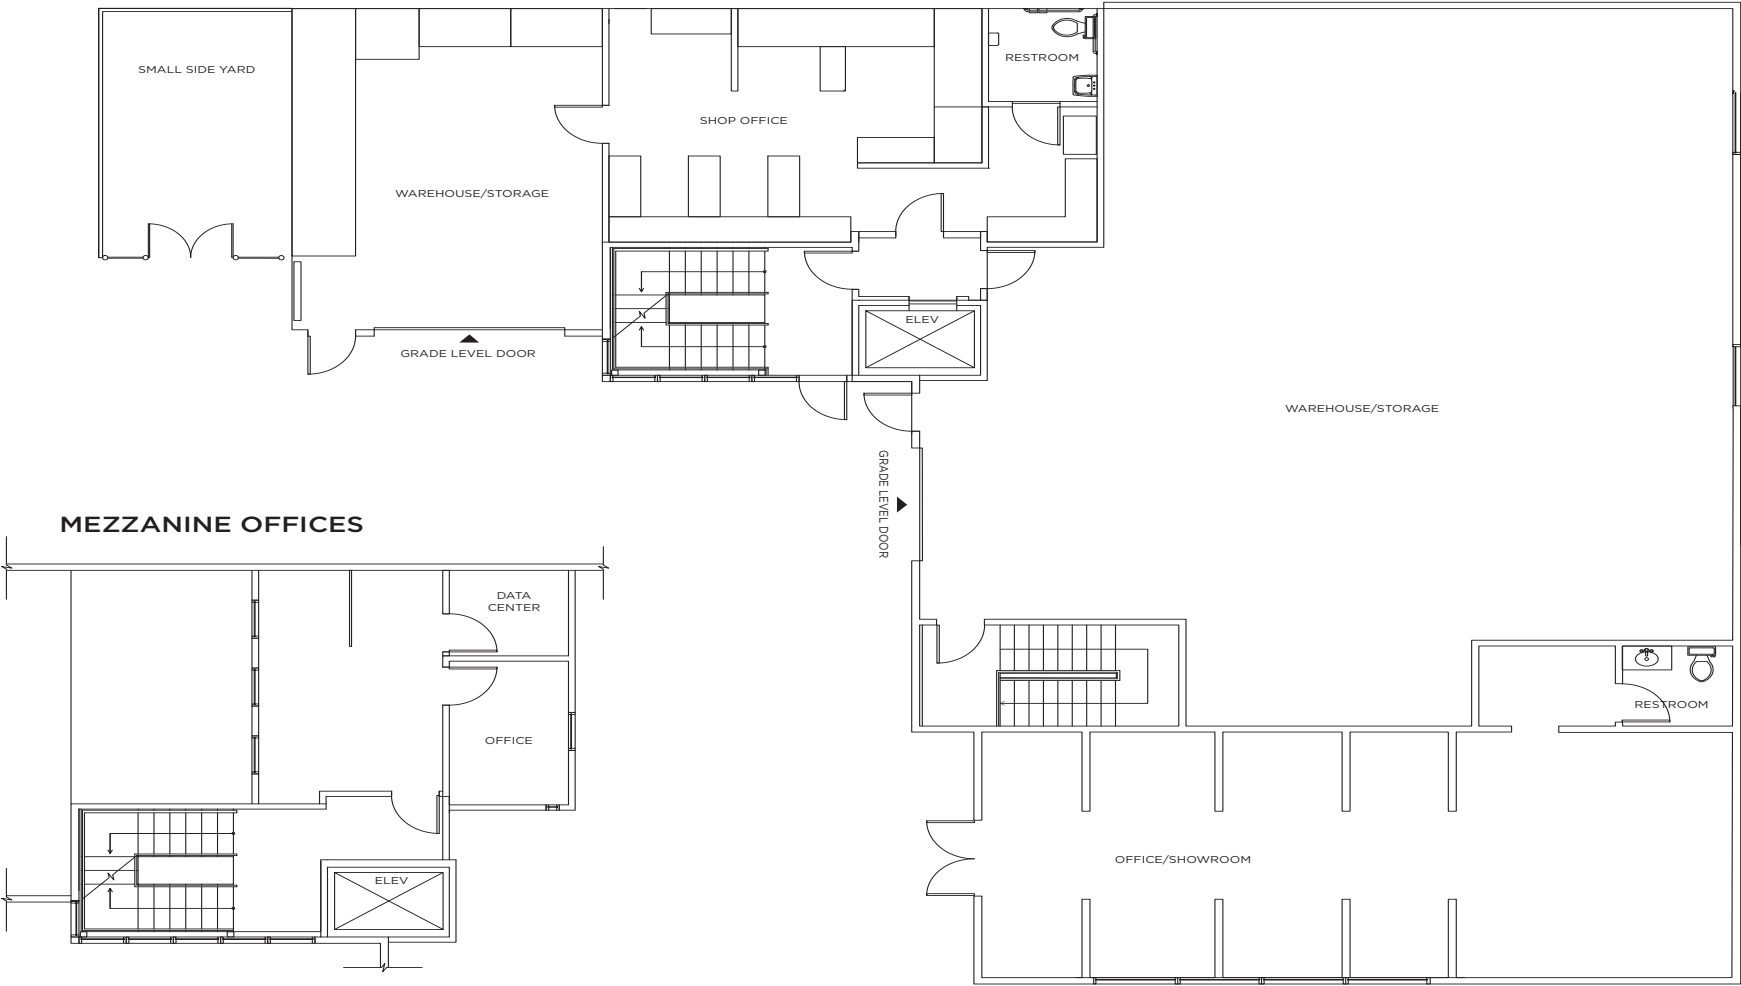 SMALL SIDE YARD
RESTROOM
SHOP OFFICE
WAREHOUSE/STORAGE
ELEV
GRADE LEVEL DOOR
WAREHOUSE/STORAGE
GRADE LEVEL DOOR
MEZZANINE OFFICES
DATA
CENTER
OFFICE
RESTROOM
OFFICE/SHOWROOM
ELEV